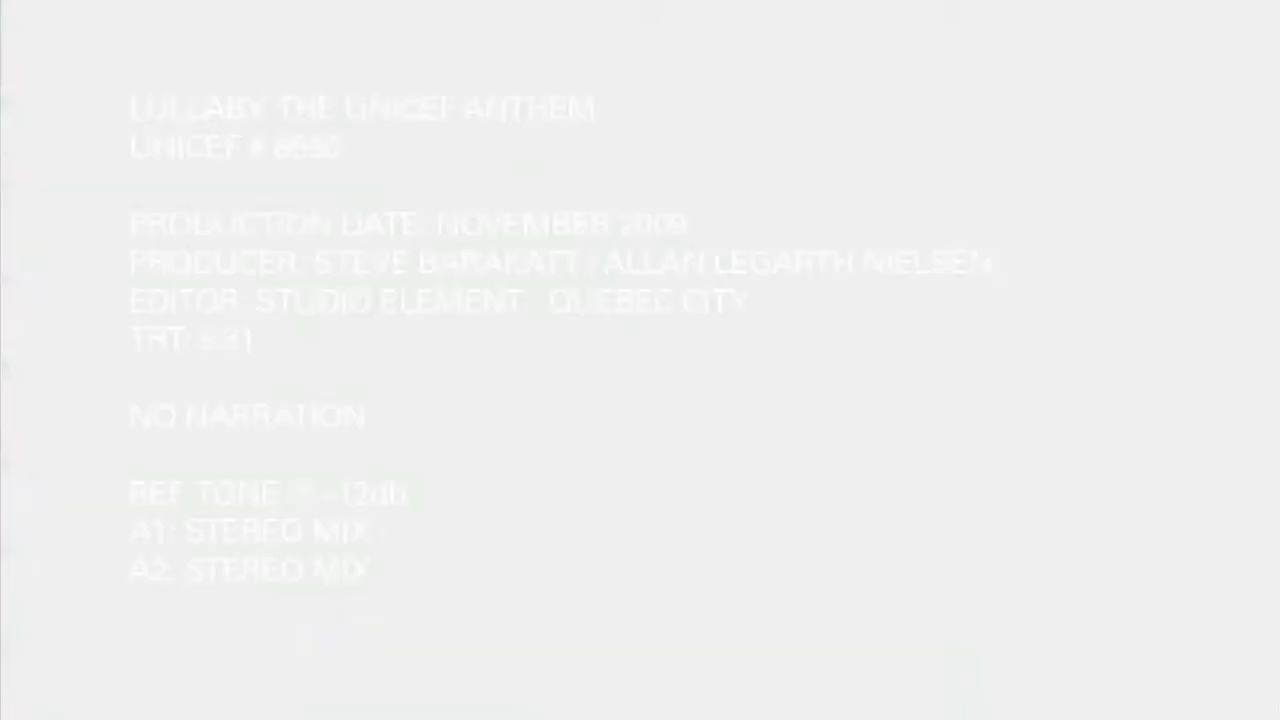 LULLABY, THE UNICEF ANTHEM
UNICEF #
PRODUCTION DATE: NOVEMBER 2009
PRODUCER: STEVE BARAKATT / ALLAN LEGARTH NIELSEN
EDITOR: STUDIO ELEMENT, QUEBEC CITY
TRT:
NO NARRATION
REF TONE = -12db
A1: STEREO MIX
A2: STEREO MIX